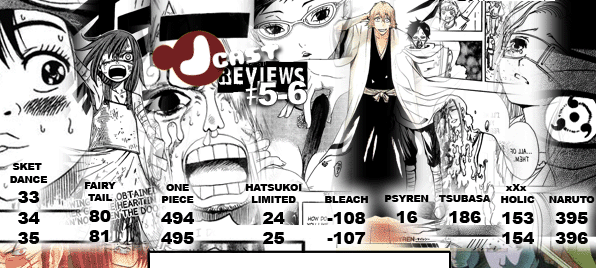 J CAST
REVIEWS
#5-6
SKET DANCE
33
34
35
FAIRY TAIL
80
81
ONE PIECE
494
495
HATSUKOI LIMITED
24
25
BLEACH
-108
-107
PSYREN
16
TSUBASA
186
xXx HOLIC
153
154
NARUTO
395
396